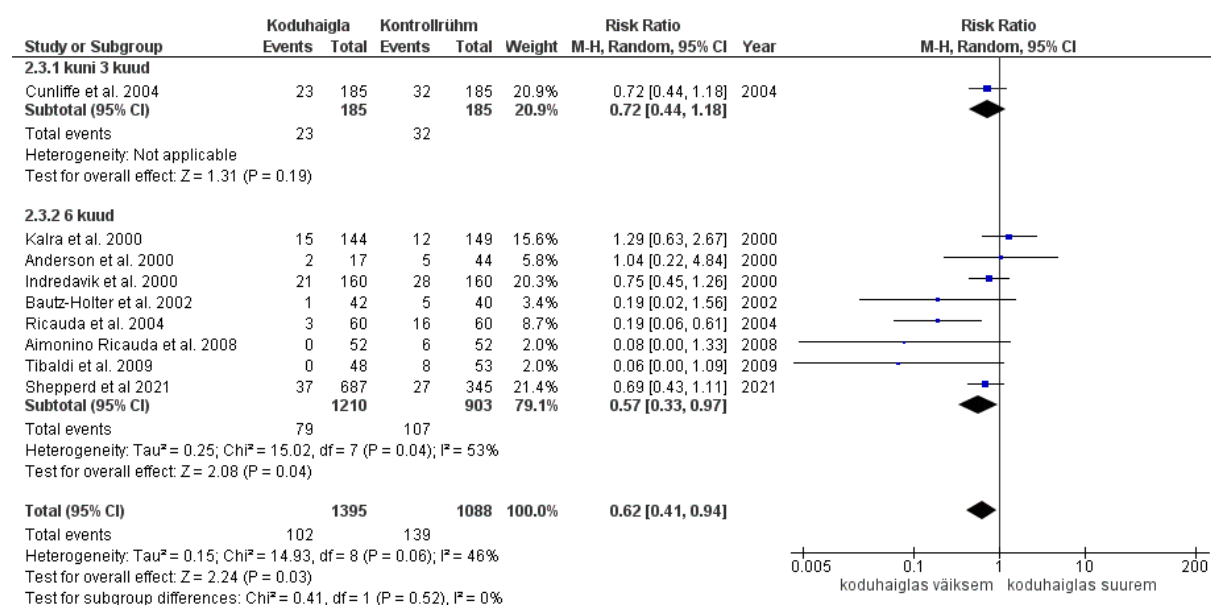 Koduhaigla Kontrollrühm Risk Ratio Risk Ratio
Study or Subgroup Events Total Events Total Weight M-H, Random, 95% CI Year M-H, Random, 95% CI
2.3.1 kuni 3 kuud
Cunliffe et al. 2004 23 185 32 185 20.9% 0.72 [0.44, 1.18] 2004
Subtotal (95% CI) 185 185 20.9% 0.72 [0.44, 1.18]
Total events 23 32
Heterogeneity: Not applicable
Test for overall effect: Z = 1.31 (P = 0.19)
2.3.2 6 kuud
Kalra et al. 2000 15 144 12 149 15.6% 1.29 [0.63, 2.67] 2000
Anderson et al. 2000 2 17 5 44 5.8% 1.04 [0.22, 4.84] 2000
Indredavik et al. 2000 21 160 28 160 20.3% 0.75 [0.45, 1.26] 2000
Bautz-Holter et al. 2002 1 42 5 40 3.4% 0.19 [0.02, 1.56] 2002
Ricauda et al. 2004 3 60 16 60 8.7% 0.19 [0.06, 0.61] 2004
Aimonino Ricauda et al. 2008 0 52 6 52 2.0% 0.08 [0.00, 1.33] 2008
Tibaldi et al. 2009 0 48 8 53 2.0% 0.06 [0.00, 1.09] 2009
Shepperd et al 2021 37 687 27 345 21.4% 0.69 [0.43, 1.11] 2021
Subtotal (95% CI) 1210 903 79.1% 0.57 [0.33, 0.97]
Total events 79 107
Heterogeneity: Tau² = 0.25; Chi² = 15.02, df = 7 (P = 0.04); I² = 53%
Test for overall effect: Z = 2.08 (P = 0.04)
Total (95% CI) 1395 1088 100.0% 0.62 [0.41, 0.94]
Total events 102 139
Heterogeneity: Tau² = 0.15; Chi² = 14.93, df = 8 (P = 0.06); I² = 46%
Test for overall effect: Z = 2.24 (P = 0.03)
Test for subgroup differences: Chi² = 0.41, df = 1 (P = 0.52), I² = 0%
0.005 0.1 1 10 200
koduhaiglas väiksem koduhaiglas suurem